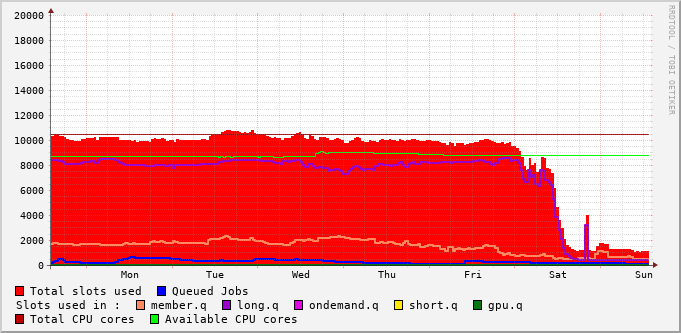 20000
18000
16000
14000
12000
10000
8000
6000
4000
2000
0
Mon Tue Wed Thu Fri Sat Sun
RRDTOOL / TOBI OETIKER
Total slots used Queued Jobs
Slots used in : member.q long.q ondemand.q short.q gpu.q
Total CPU cores Available CPU cores